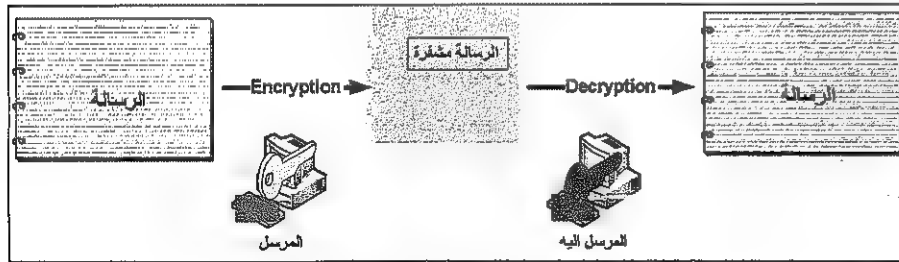 الرسالة
Encryption
الرسالة مشفرة
Decryption
الرسالة
المرسل
المرسل اليه